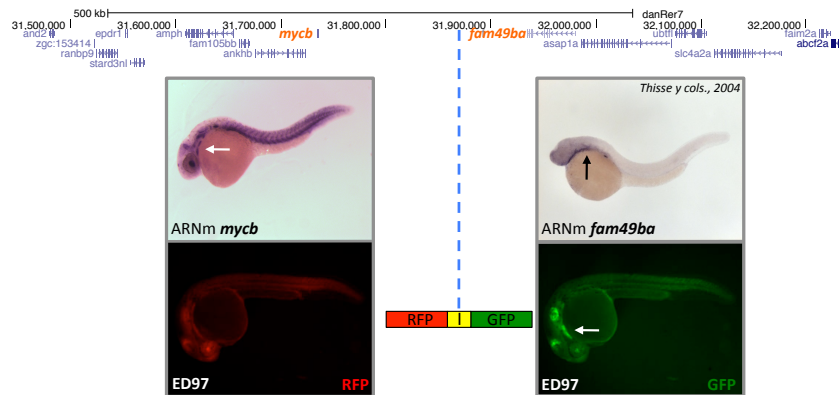 500 kb danRer7
31,500,000 31,600,000 31,700,000 31,800,000 31,900,000 32,000,000 32,100,000 32,200,000
and2 epdr1 amph mycb fam49ba ubtfl faim2a
zgc:153414 fam105bb asap1a abcf2a
ranbp9 ankhb slc4a2a
stard3nl
Thisse y cols., 2004
ARNm mycb ARNm fam49ba
RFP I GFP
ED97 RFP ED97 GFP